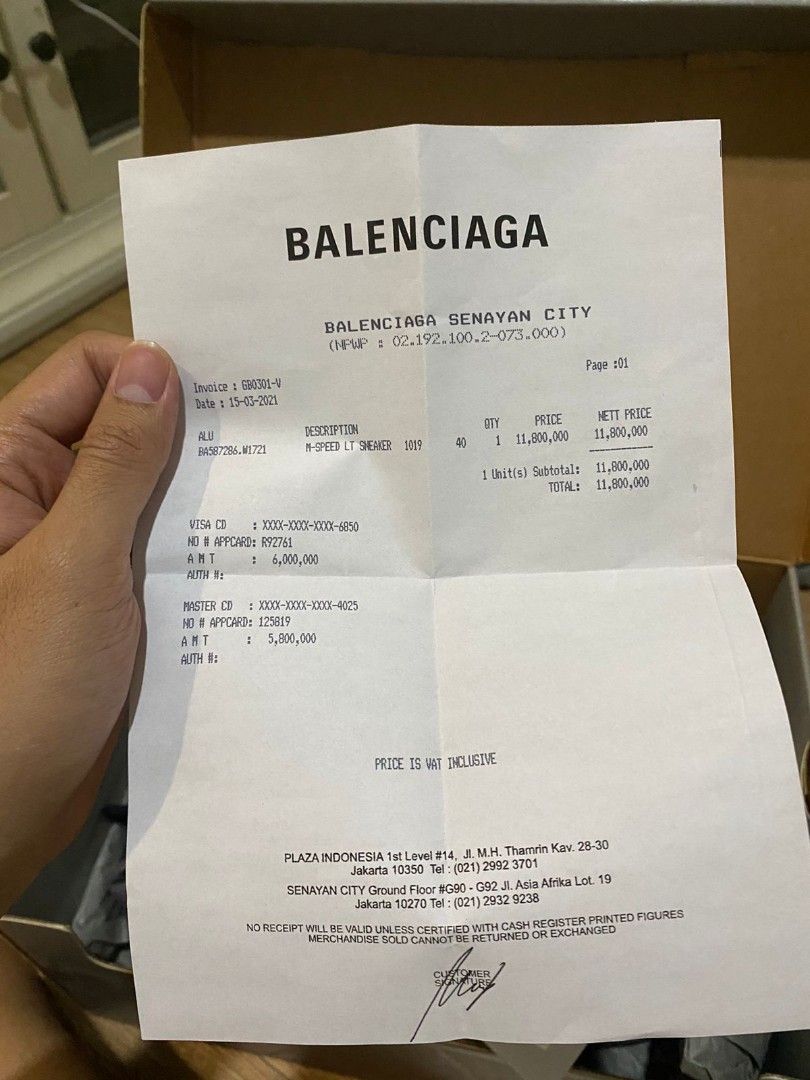 BALENCIAGA
BALENCIAGA SENAYAN CITY
(NPWP : 02.192.100.2-073.000)
Page :01
Invoice : GB0301-V
Date : 15-03-2021
ALU DESCRIPTION QTY PRICE NETT PRICE
BA587286.W1721 M-SPEED LT SNEAKER 1019 40 1 11,800,000 11,800,000
1 Unit(s) Subtotal: 11,800,000
TOTAL: 11,800,000
VISA CD : XXXX-XXXX-XXXX-6850
NO # APPCARD: R92761
A M T : 6,000,000
AUTH #:
MASTER CD : XXXX-XXXX-XXXX-4025
NO # APPCARD: 125819
A M T : 5,800,000
AUTH #:
PRICE IS VAT INCLUSIVE
PLAZA INDONESIA 1st Level #14, Jl. M.H. Thamrin Kav. 28-30
Jakarta 10350 Tel : (021) 2992 3701
SENAYAN CITY Ground Floor #G90 - G92 Jl. Asia Afrika Lot. 19
Jakarta 10270 Tel : (021) 2932 9238
NO RECEIPT WILL BE VALID UNLESS CERTIFIED WITH CASH REGISTER PRINTED FIGURES
MERCHANDISE SOLD CANNOT BE RETURNED OR EXCHANGED
CUSTOMER
SIGNATURE